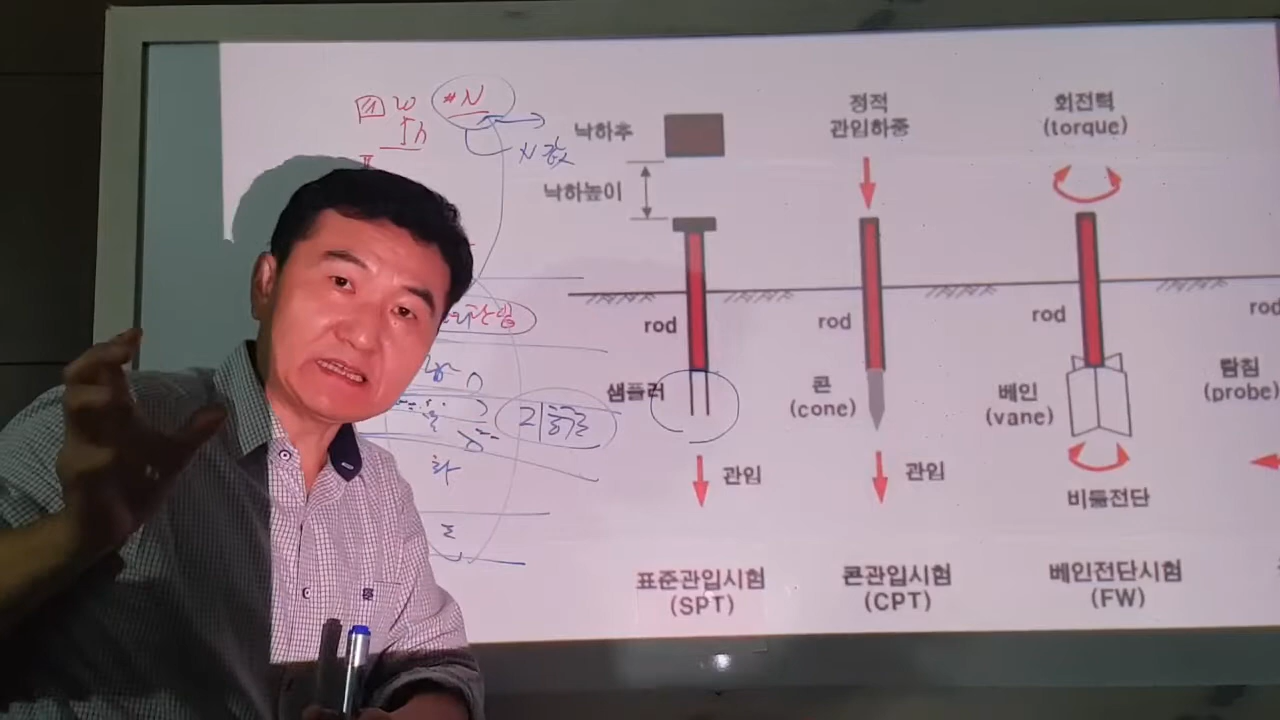 w
#N
h
N값
낙하추
낙하높이
rod
샘플러
관입
표준관입시험
(SPT)
정적
관입하중
rod
콘
(cone)
관입
콘관입시험
(CPT)
회전력
(torque)
rod
베인
(vane)
비틀전단
베인전단시험
(FW)
rod
탐침
(probe)